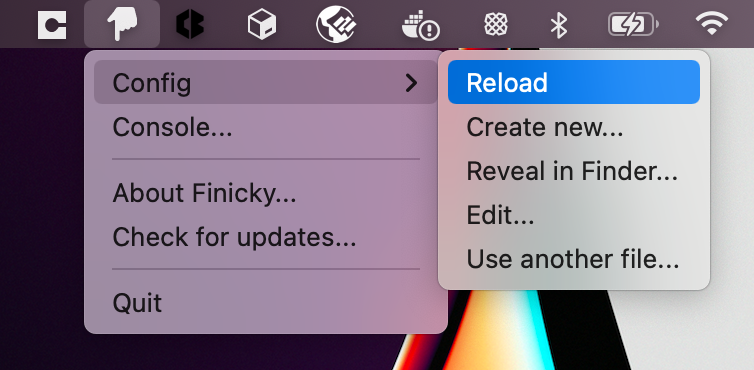 Config
Console...
About Finicky...
Check for updates...
Quit
Reload
Create new...
Reveal in Finder...
Edit...
Use another file...